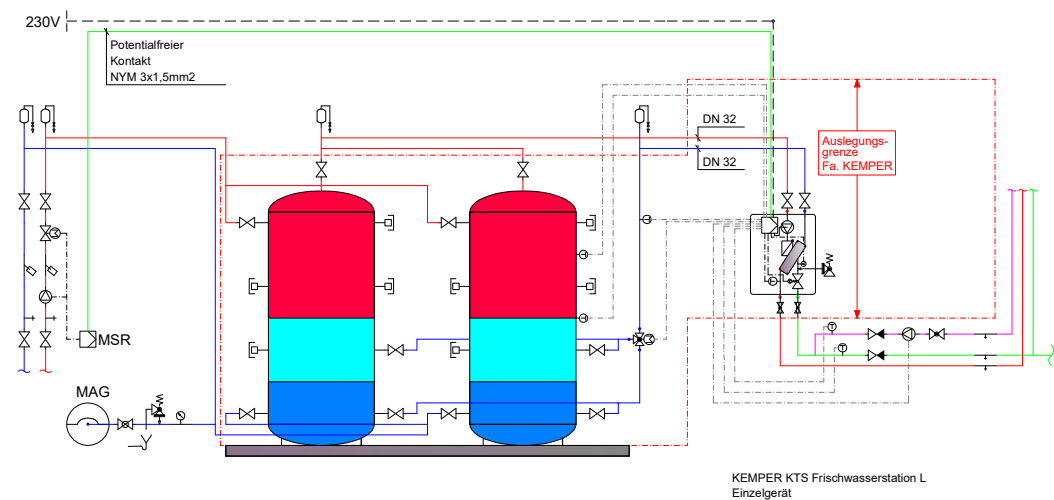 230V
Potentialfreier
Kontakt
NYM 3x1,5mm2
DN 32
DN 32
Auslegungs-
grenze
Fa. KEMPER
MSR
MAG
T
T
KEMPER KTS Frischwasserstation L
Einzelgerät